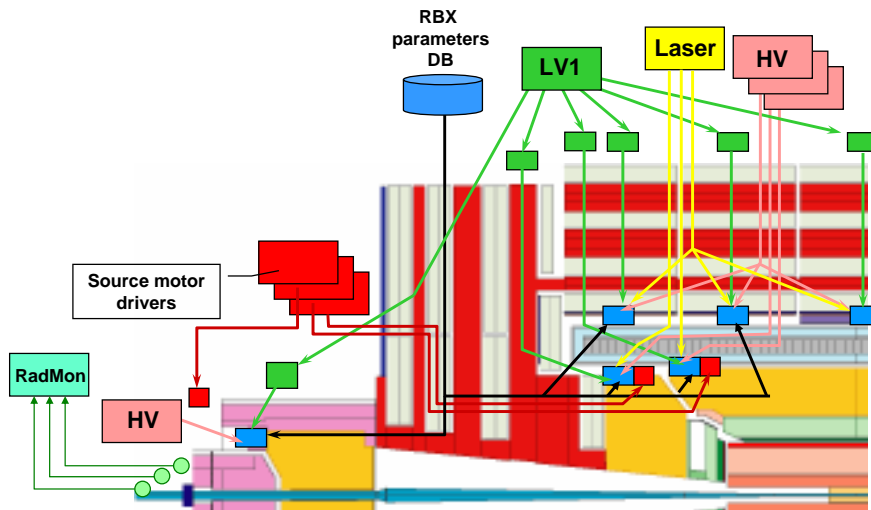 RBX
parameters
DB
LV1
Laser
HV
Source motor
drivers
RadMon
HV